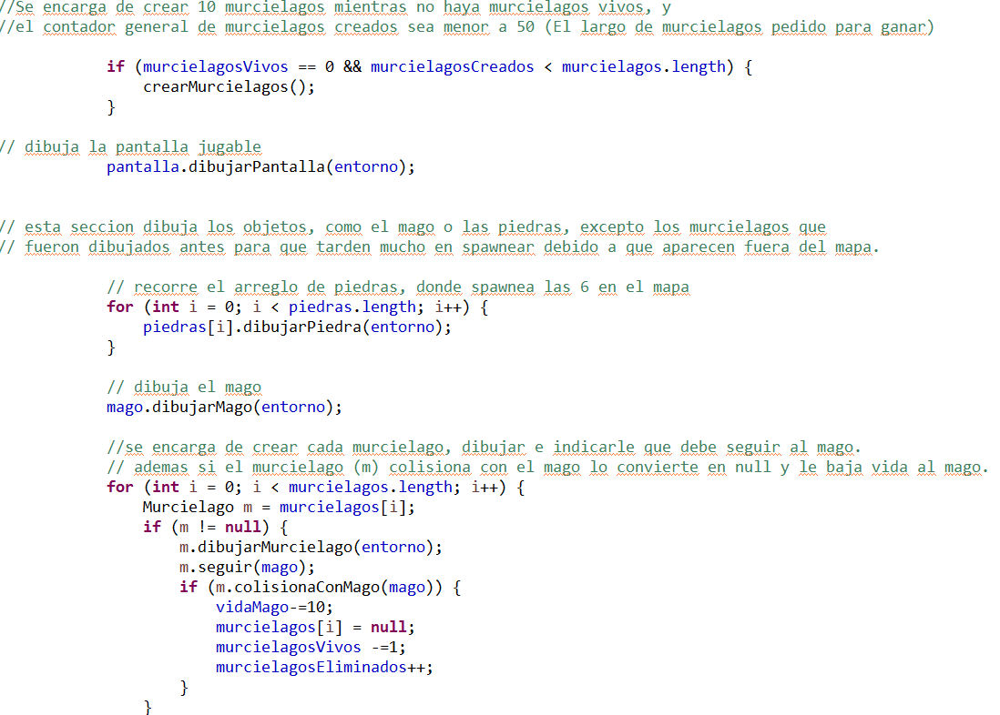 //Se encarga de crear 10 murcielagos mientras no haya murcielagos vivos, y
//el contador general de murcielagos creados sea menor a 50 (El largo de murcielagos pedido para ganar)
if (murcielagosVivos == 0 && murcielagosCreados < murcielagos.length) {
crearMurcielagos();
}
// dibuja la pantalla jugable
pantalla.dibujarPantalla(entorno);
// esta seccion dibuja los objetos, como el mago o las piedras, excepto los murcielagos que
// fueron dibujados antes para que tarden mucho en spawnear debido a que aparecen fuera del mapa.
// recorre el arreglo de piedras, donde spawnea las 6 en el mapa
for (int i = 0; i < piedras.length; i++) {
piedras[i].dibujarPiedra(entorno);
}
// dibuja el mago
mago.dibujarMago(entorno);
//se encarga de crear cada murcielago, dibujar e indicarle que debe seguir al mago.
// ademas si el murcielago (m) colisiona con el mago lo convierte en null y le baja vida al mago.
for (int i = 0; i < murcielagos.length; i++) {
Murcielago m = murcielagos[i];
if (m != null) {
m.dibujarMurcielago(entorno);
m.seguir(mago);
if (m.colisionaConMago(mago)) {
vidaMago-=10;
murcielagos[i] = null;
murcielagosVivos -=1;
murcielagosEliminados++;
}
}